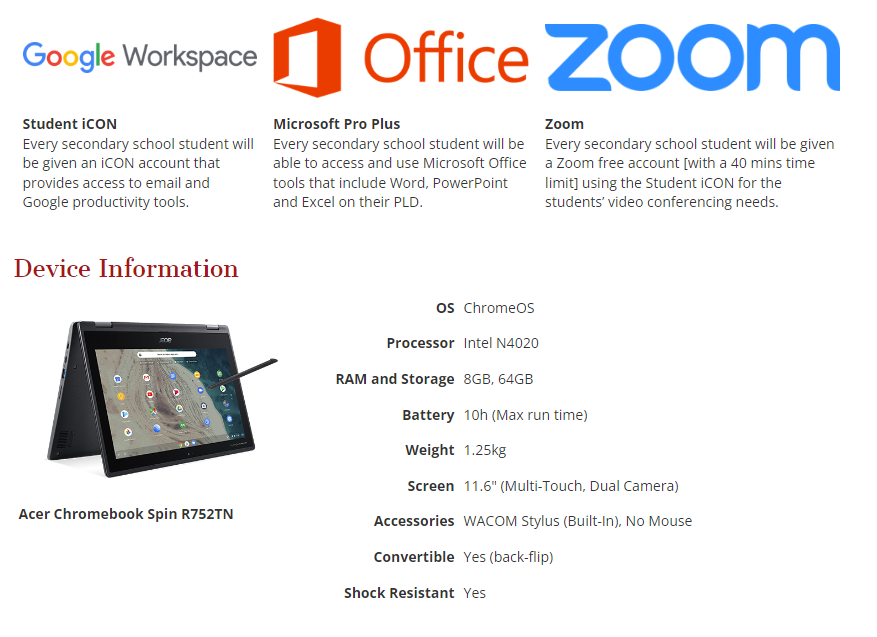 Google Workspace
Office
zoom
Student iCON
Every secondary school student will
be given an iCON account that
provides access to email and
Google productivity tools.
Microsoft Pro Plus
Every secondary school student will be
able to access and use Microsoft Office
tools that include Word, PowerPoint
and Excel on their PLD.
Zoom
Every secondary school student will be given
a Zoom free account [with a 40 mins time
limit] using the Student iCON for the
students’ video conferencing needs.
Device Information
acer
Acer Chromebook Spin R752TN
OS ChromeOS
Processor Intel N4020
RAM and Storage 8GB, 64GB
Battery 10h (Max run time)
Weight 1.25kg
Screen 11.6" (Multi-Touch, Dual Camera)
Accessories WACOM Stylus (Built-In), No Mouse
Convertible Yes (back-flip)
Shock Resistant Yes